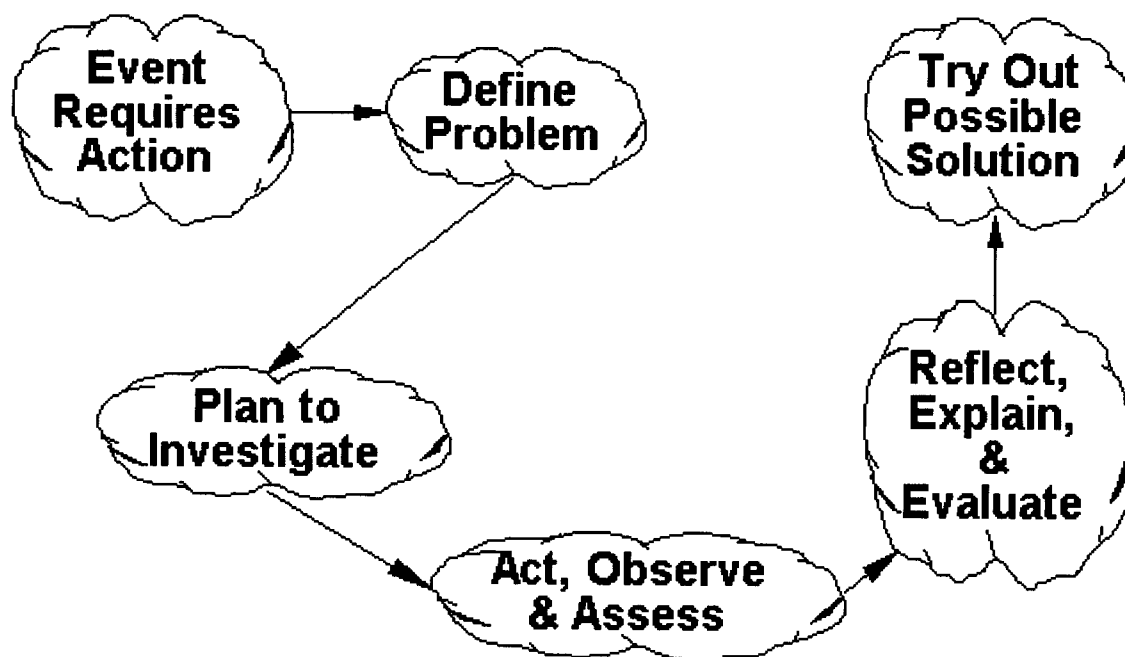 Event
Requires
Action
Define
Problem
Plan to
Investigate
Act, Observe
& Assess
Reflect,
Explain,
&
Evaluate
Try Out
Possible
Solution